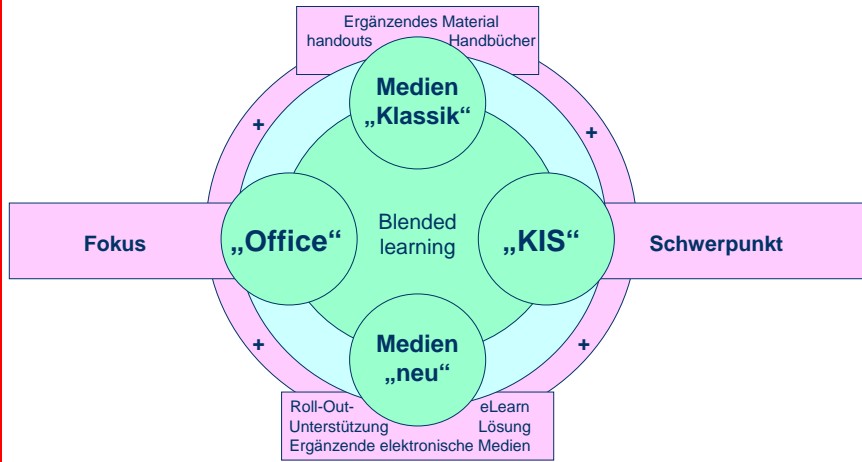 Ergänzendes Material
handouts Handbücher
Medien
„Klassik“
+ +
Fokus
„Office“
Blended
learning
„KIS“
Schwerpunkt
+ +
Medien
„neu“
Roll-Out- eLearn
Unterstützung Lösung
Ergänzende elektronische Medien